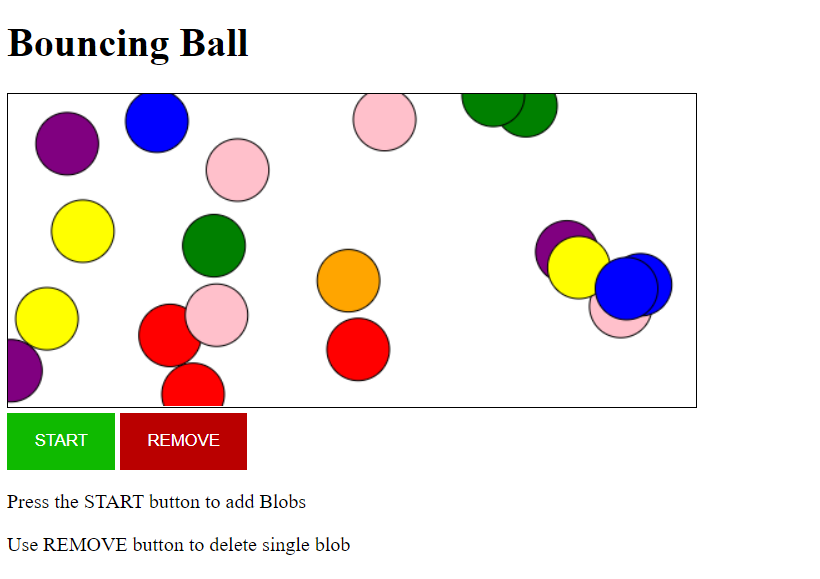 Bouncing Ball
START REMOVE
Press the START button to add Blobs
Use REMOVE button to delete single blob